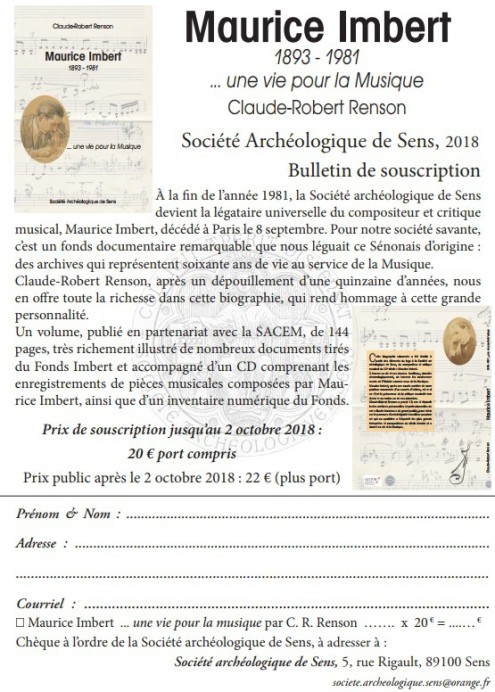 Claude-Robert Renson
Maurice Imbert
1893 - 1981
... une vie pour la Musique
Société Archéologique de Sens
Maurice Imbert
1893 - 1981
... une vie pour la Musique
Claude-Robert Renson
Société Archéologique de Sens, 2018
Bulletin de souscription
À la fin de l’année 1981, la Société archéologique de Sens
devient la légataire universelle du compositeur et critique
musical, Maurice Imbert, décédé à Paris le 8 septembre. Pour notre société savante,
c’est un fonds documentaire remarquable que nous léguait ce Sénonais d’origine :
des archives qui représentent soixante ans de vie au service de la Musique.
Claude-Robert Renson, après un dépouillement d’une quinzaine d’années, nous
en offre toute la richesse dans cette biographie, qui rend hommage à cette grande
personnalité.
Un volume, publié en partenariat avec la SACEM, de 144
pages, très richement illustré de nombreux documents tirés
du Fonds Imbert et accompagné d’un CD comprenant les
enregistrements de pièces musicales composées par Mau-
rice Imbert, ainsi que d’un inventaire numérique du Fonds.
Prix de souscription jusqu’au 2 octobre 2018 :
20 € port compris
Prix public après le 2 octobre 2018 : 22 € (plus port)
Prénom & Nom : ................................................................................
Adresse : ................................................................................
................................................................................
Courriel : ................................................................................
□ Maurice Imbert ... une vie pour la musique par C. R. Renson ……. x 20 € = ....…€
Chèque à l’ordre de la Société archéologique de Sens, à adresser à :
Société archéologique de Sens, 5, rue Rigault, 89100 Sens
societe.archeologique.sens@orange.fr